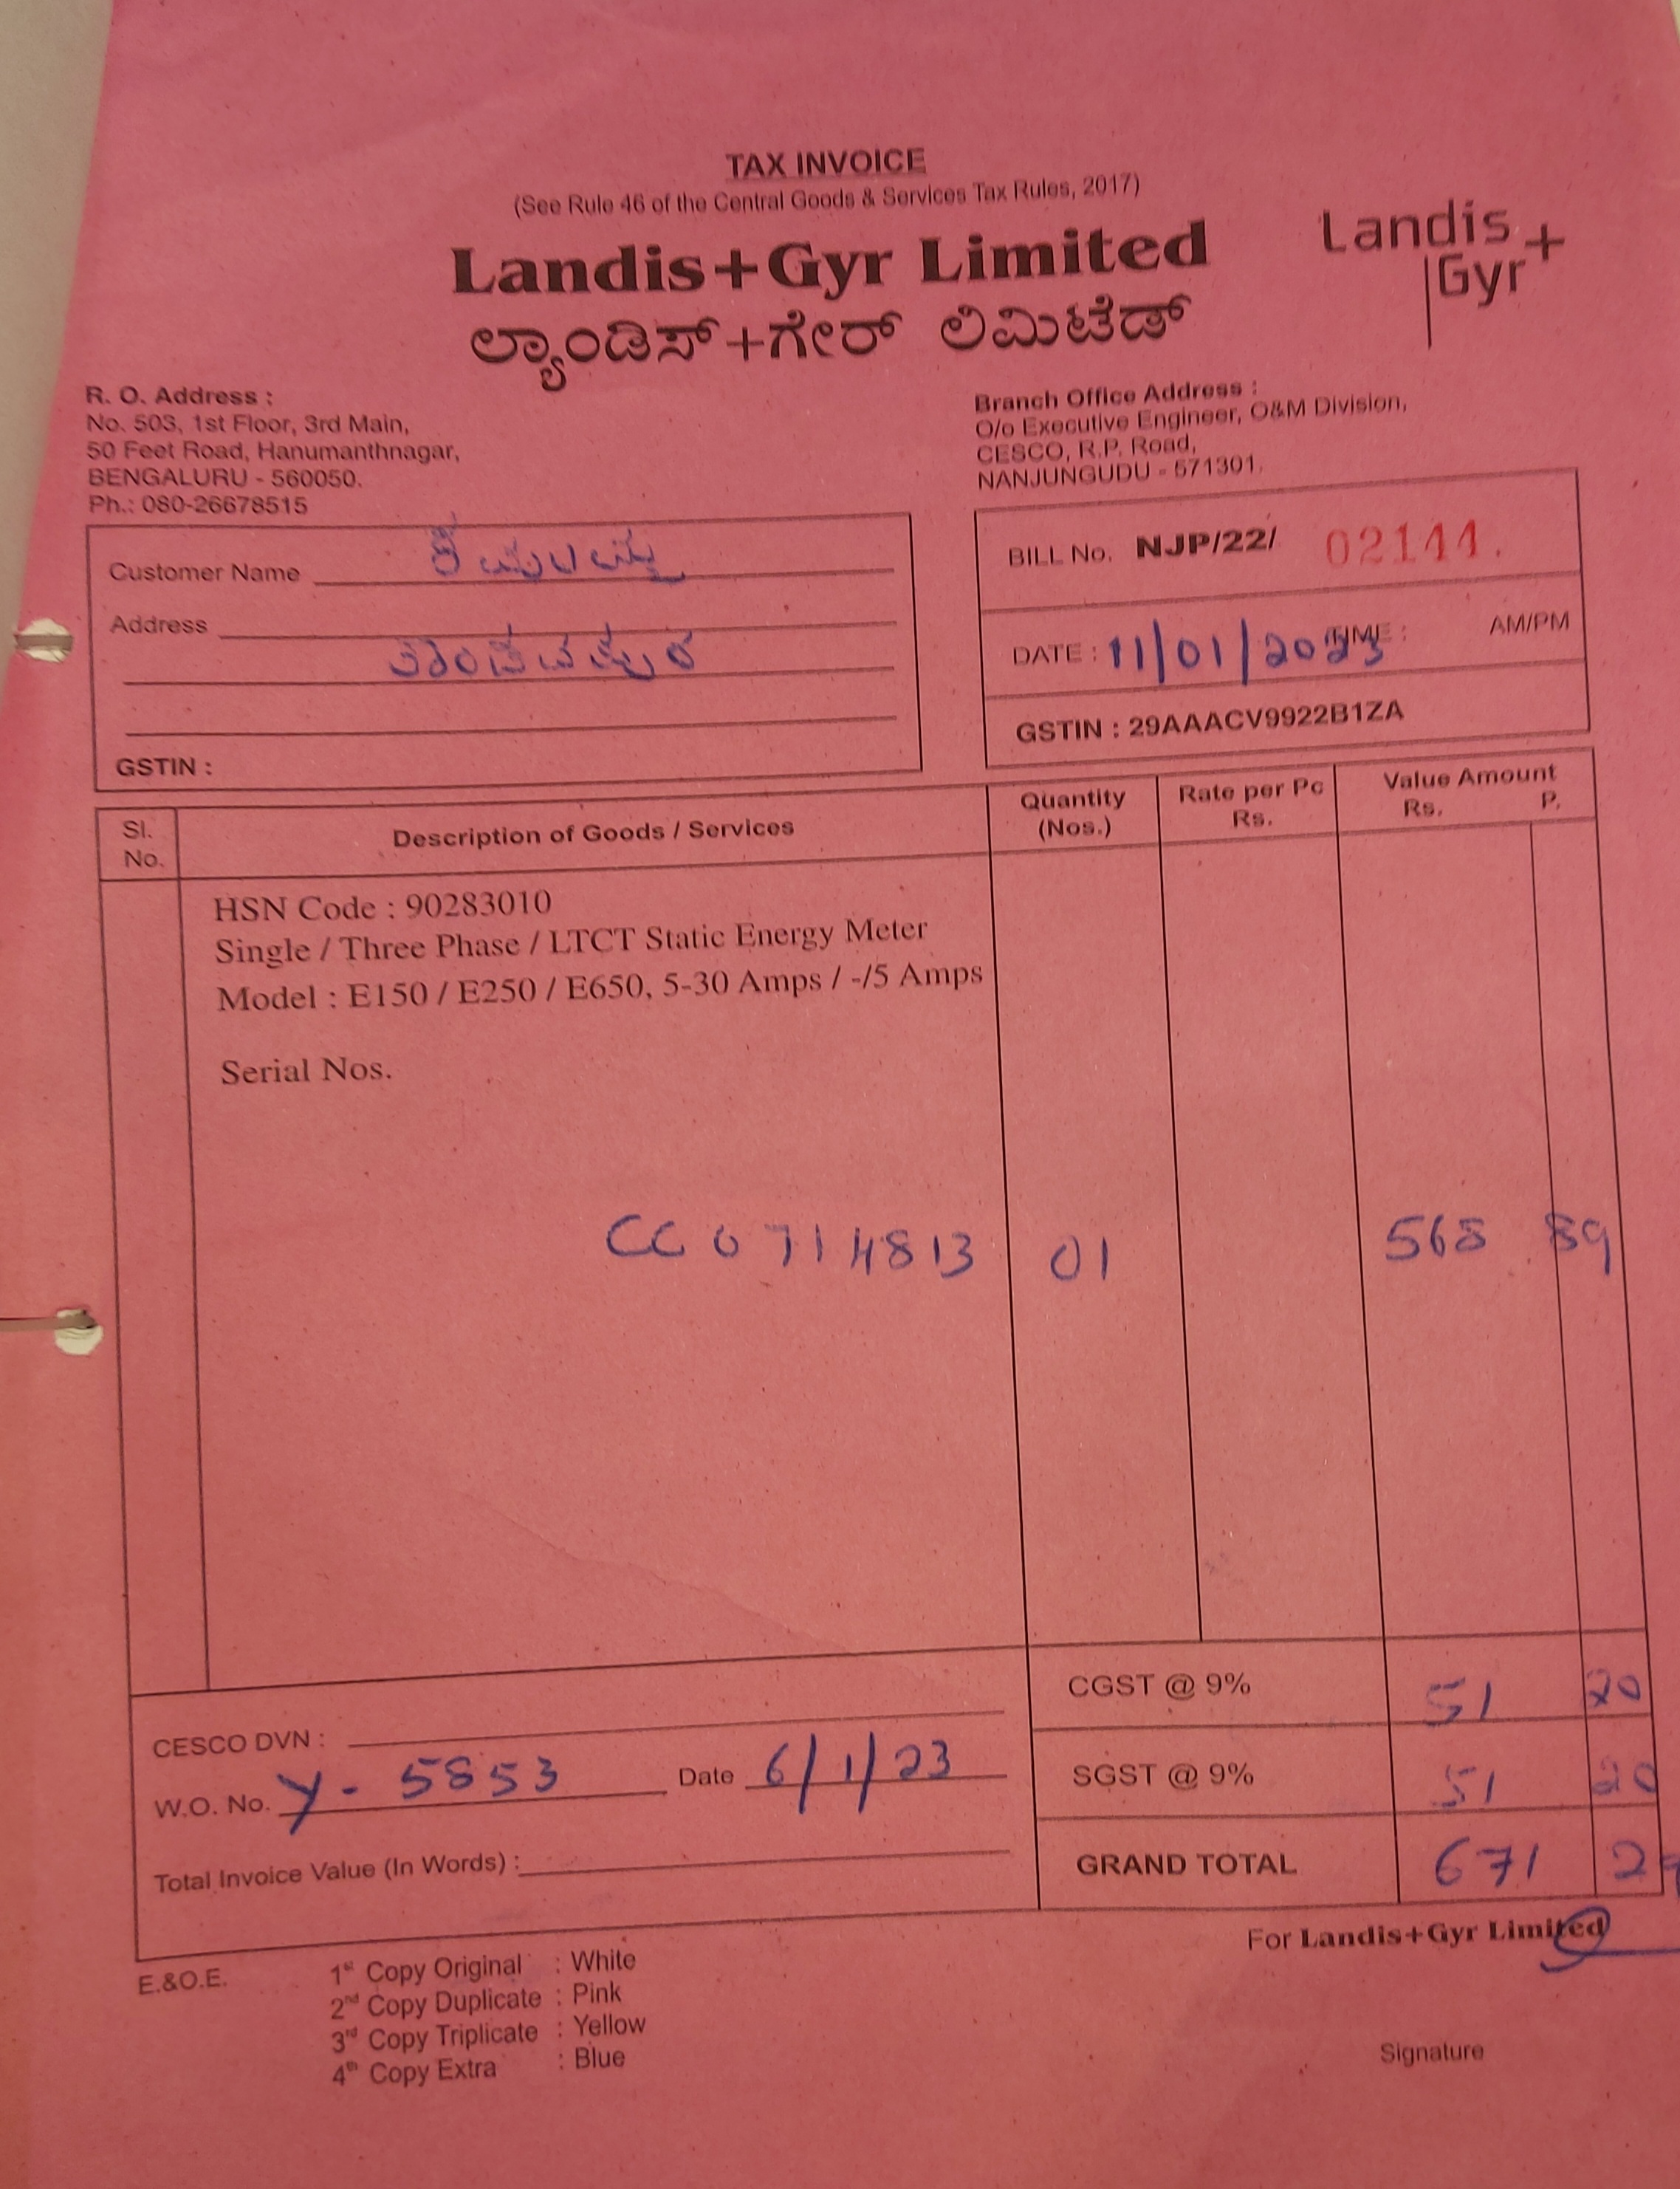 TAX INVOICE
(See Rule 46 of the Central Goods & Services Tax Rules, 2017)
Landis+Gyr Limited
ಲ್ಯಾಂಡಿಸ್+ಗೇರ್ ಲಿಮಿಟೆಡ್
Landis+
Gyr
R. O. Address :
No. 503, 1st Floor, 3rd Main,
50 Feet Road, Hanumanthnagar,
BENGALURU - 560050.
Ph.: 080-26678515
Branch Office Address :
O/o Executive Engineer, O&M Division,
CESCO, R.P. Road,
NANJUNGUDU - 571301.
Customer Name
Address
GSTIN :
BILL No. NJP/22/ 02144.
DATE : 11/01/2023 TIME : AM/PM
GSTIN : 29AAACV9922B1ZA
Sl. No. Description of Goods / Services Quantity (Nos.) Rate per Pc Rs. Value Amount Rs. P.
HSN Code : 90283010
Single / Three Phase / LTCT Static Energy Meter
Model : E150 / E250 / E650, 5-30 Amps / -/5 Amps
Serial Nos.
CC0714813 01 568 89
CGST @ 9% 51 20
CESCO DVN :
SGST @ 9% 51 20
W.O. No. Y- 5853 Date 6/1/23
GRAND TOTAL 671
Total Invoice Value (In Words) :
For Landis+Gyr Limited
E.&O.E.
1st Copy Original : White
2nd Copy Duplicate : Pink
3rd Copy Triplicate : Yellow
4th Copy Extra : Blue
Signature